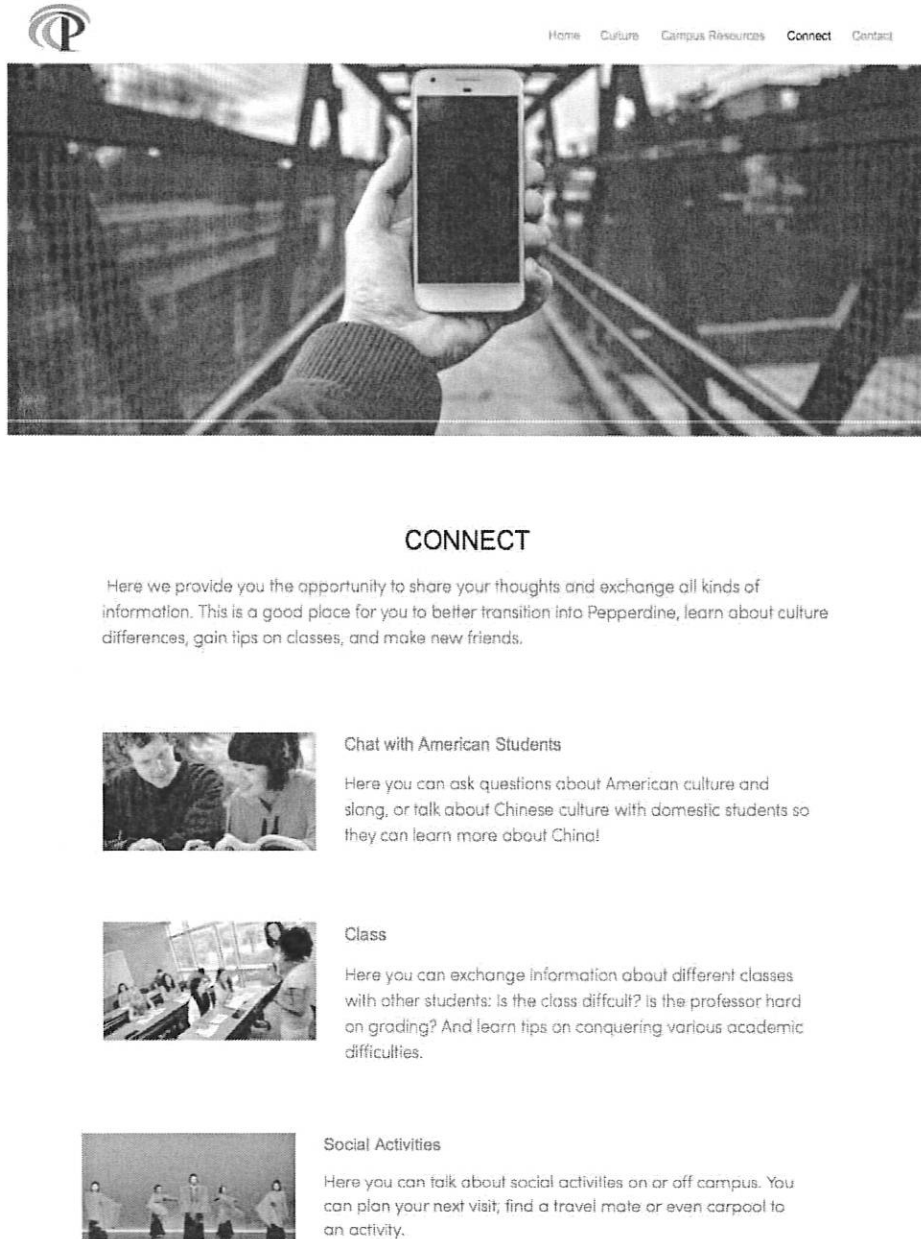 Home Culture Campus Resources Connect Contact
CONNECT
Here we provide you the opportunity to share your thoughts and exchange all kinds of
information. This is a good place for you to better transition into Pepperdine, learn about culture
differences, gain tips on classes, and make new friends.
Chat with American Students
Here you can ask questions about American culture and
slang, or talk about Chinese culture with domestic students so
they can learn more about China!
Class
Here you can exchange information about different classes
with other students: Is the class diffcult? Is the professor hard
on grading? And learn tips on conquering various academic
difficulties.
Social Activities
Here you can talk about social activities on or off campus. You
can plan your next visit; find a travel mate or even carpool to
an activity.